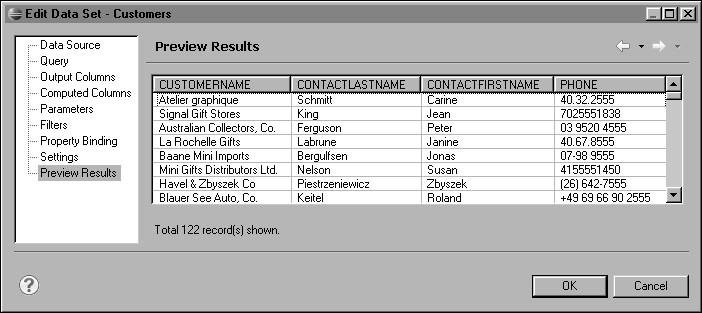 Edit Data Set - Customers
Data Source
Query
Output Columns
Computed Columns
Parameters
Filters
Property Binding
Settings
Preview Results
Preview Results
CUSTOMERNAME CONTACTLASTNAME CONTACTFIRSTNAME PHONE
Atelier graphique Schmitt Carine 40.32.2555
Signal Gift Stores King Jean 7025551838
Australian Collectors, Co. Ferguson Peter 03 9520 4555
La Rochelle Gifts Labrune Janine 40.67.8555
Baane Mini Imports Bergulfsen Jonas 07-98 9555
Mini Gifts Distributors Ltd. Nelson Susan 4155551450
Havel & Zbyszek Co Piestrzeniewicz Zbyszek (26) 642-7555
Blauer See Auto, Co. Keitel Roland +49 69 66 90 2555
Total 122 record(s) shown.
?
OK Cancel